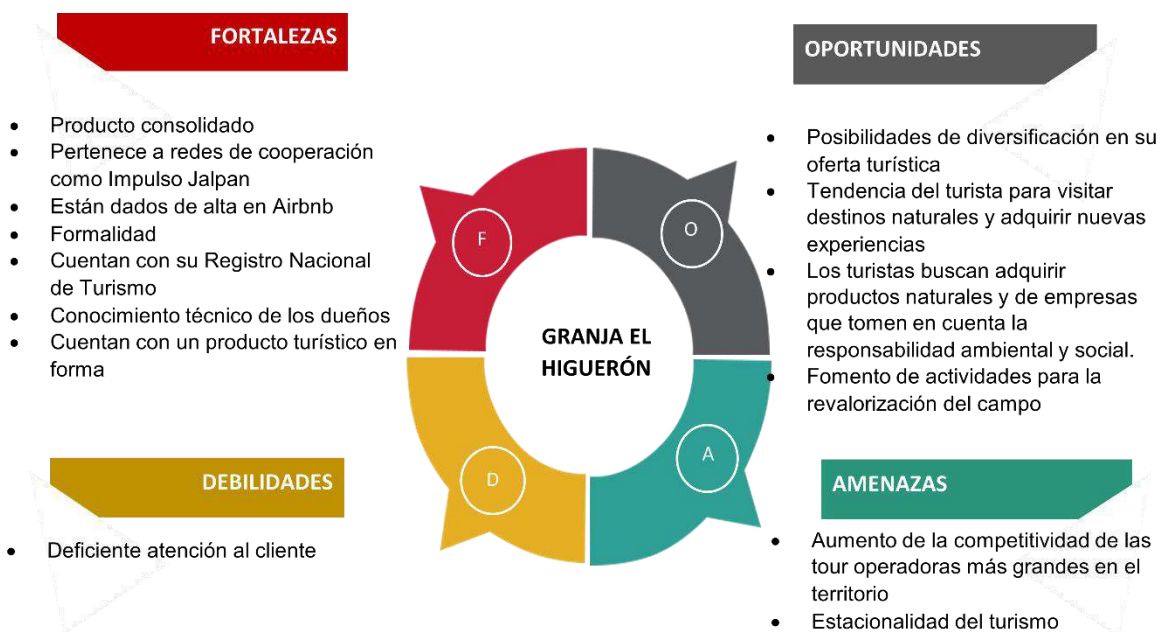 FORTALEZAS
• Producto consolidado
• Pertenece a redes de cooperación
como Impulso Jalpan
• Están dados de alta en Airbnb
• Formalidad
• Cuentan con su Registro Nacional
de Turismo
• Conocimiento técnico de los dueños
• Cuentan con un producto turístico en
forma
OPORTUNIDADES
• Posibilidades de diversificación en su
oferta turística
• Tendencia del turista para visitar
destinos naturales y adquirir nuevas
experiencias
• Los turistas buscan adquirir
productos naturales y de empresas
que tomen en cuenta la
responsabilidad ambiental y social.
• Fomento de actividades para la
revalorización del campo
F
O
GRANJA EL
HIGUERÓN
D
A
DEBILIDADES
• Deficiente atención al cliente
AMENAZAS
• Aumento de la competitividad de las
tour operadoras más grandes en el
territorio
• Estacionalidad del turismo